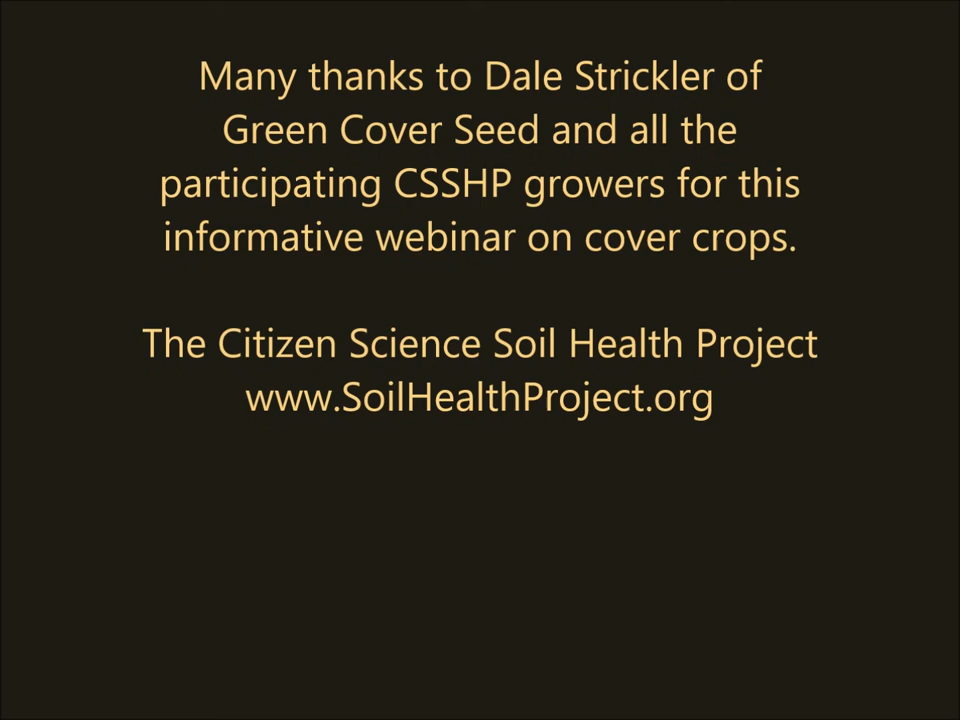 Many thanks to Dale Strickler of
Green Cover Seed and all the
participating CSSHP growers for this
informative webinar on cover crops.
The Citizen Science Soil Health Project
www.SoilHealthProject.org